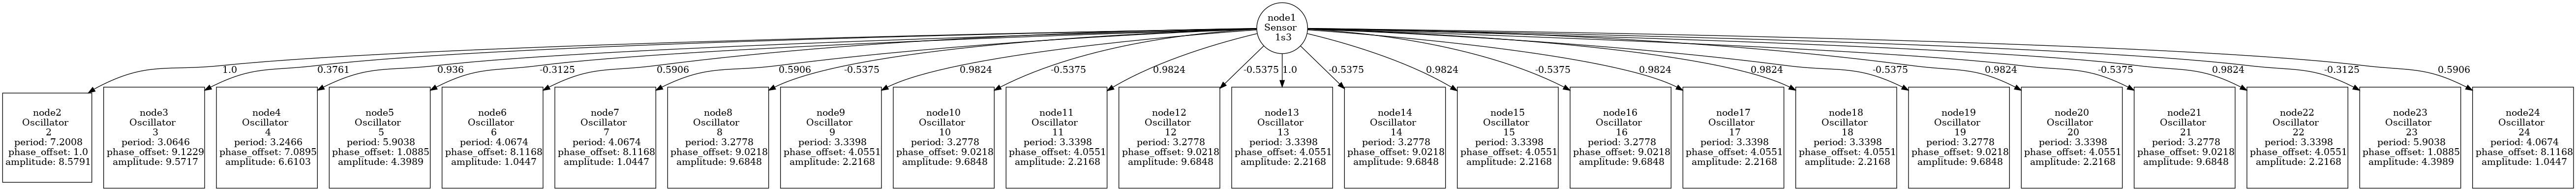 node1
Sensor
1s3
1.0
0.3761
0.936
-0.3125
0.5906
0.5906
-0.5375
0.9824
-0.5375
0.9824
-0.5375
1.0
-0.5375
0.9824
-0.5375
0.9824
0.9824
-0.5375
0.9824
-0.5375
0.9824
-0.3125
0.5906
node2
Oscillator
2
period: 7.2008
phase_offset: 1.0
amplitude: 8.5791
node3
Oscillator
3
period: 3.0646
phase_offset: 9.1229
amplitude: 9.5717
node4
Oscillator
4
period: 3.2466
phase_offset: 7.0895
amplitude: 6.6103
node5
Oscillator
5
period: 5.9038
phase_offset: 1.0885
amplitude: 4.3989
node6
Oscillator
6
period: 4.0674
phase_offset: 8.1168
amplitude: 1.0447
node7
Oscillator
7
period: 4.0674
phase_offset: 8.1168
amplitude: 1.0447
node8
Oscillator
8
period: 3.2778
phase_offset: 9.0218
amplitude: 9.6848
node9
Oscillator
9
period: 3.3398
phase_offset: 4.0551
amplitude: 2.2168
node10
Oscillator
10
period: 3.2778
phase_offset: 9.0218
amplitude: 9.6848
node11
Oscillator
11
period: 3.3398
phase_offset: 4.0551
amplitude: 2.2168
node12
Oscillator
12
period: 3.2778
phase_offset: 9.0218
amplitude: 9.6848
node13
Oscillator
13
period: 3.3398
phase_offset: 4.0551
amplitude: 2.2168
node14
Oscillator
14
period: 3.2778
phase_offset: 9.0218
amplitude: 9.6848
node15
Oscillator
15
period: 3.3398
phase_offset: 4.0551
amplitude: 2.2168
node16
Oscillator
16
period: 3.2778
phase_offset: 9.0218
amplitude: 9.6848
node17
Oscillator
17
period: 3.3398
phase_offset: 4.0551
amplitude: 2.2168
node18
Oscillator
18
period: 3.3398
phase_offset: 4.0551
amplitude: 2.2168
node19
Oscillator
19
period: 3.2778
phase_offset: 9.0218
amplitude: 9.6848
node20
Oscillator
20
period: 3.3398
phase_offset: 4.0551
amplitude: 2.2168
node21
Oscillator
21
period: 3.2778
phase_offset: 9.0218
amplitude: 9.6848
node22
Oscillator
22
period: 3.3398
phase_offset: 4.0551
amplitude: 2.2168
node23
Oscillator
23
period: 5.9038
phase_offset: 1.0885
amplitude: 4.3989
node24
Oscillator
24
period: 4.0674
phase_offset: 8.1168
amplitude: 1.0447